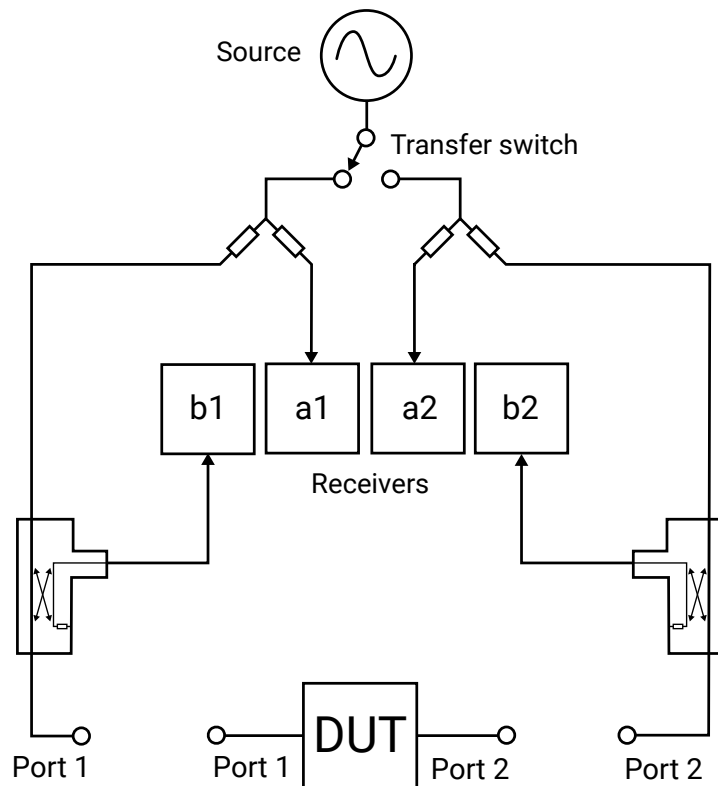 Source
Transfer switch
b1
a1
a2
b2
Receivers
DUT
Port 1
Port 1
Port 2
Port 2